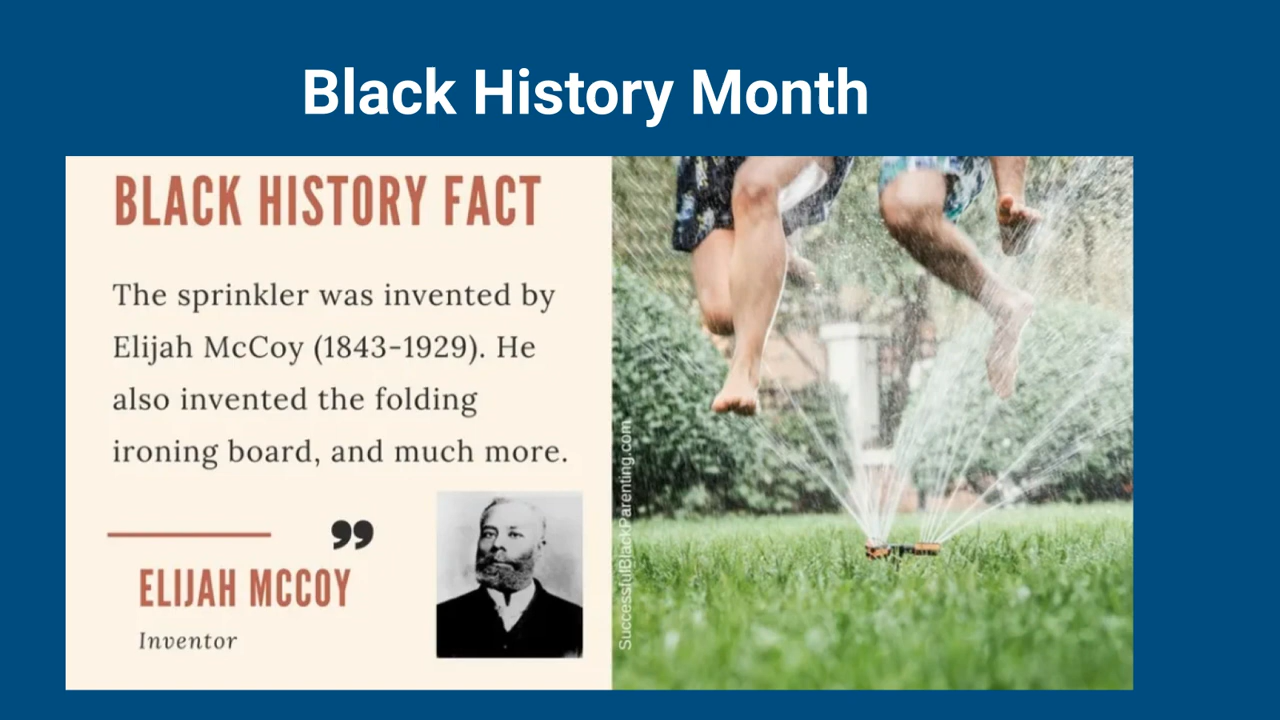 Black History Month
BLACK HISTORY FACT
The sprinkler was invented by
Elijah McCoy (1843-1929). He
also invented the folding
ironing board, and much more.
”
ELIJAH MCCOY
Inventor
SuccessfulBlackParenting.com